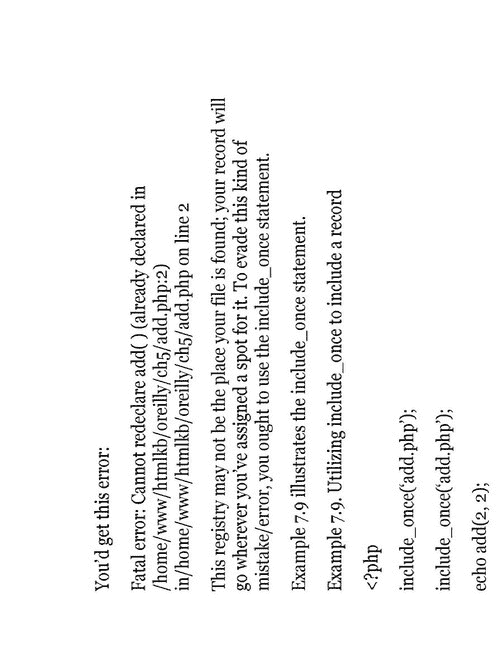 You'd get this error:
Fatal error: Cannot redeclare add( ) (already declared in
/home/www/htmlkb/oreilly/ch5/add.php:2)
in/home/www/htmlkb/oreilly/ch5/add.php on line 2
This registry may not be the place your file is found; your record will
go wherever you've assigned a spot for it. To evade this kind of
mistake/error, you ought to use the include_once statement.
Example 7.9 illustrates the include_once statement.
Example 7.9. Utilizing include_once to include a record
<?php
include_once('add.php');
include_once('add.php');
echo add(2, 2);